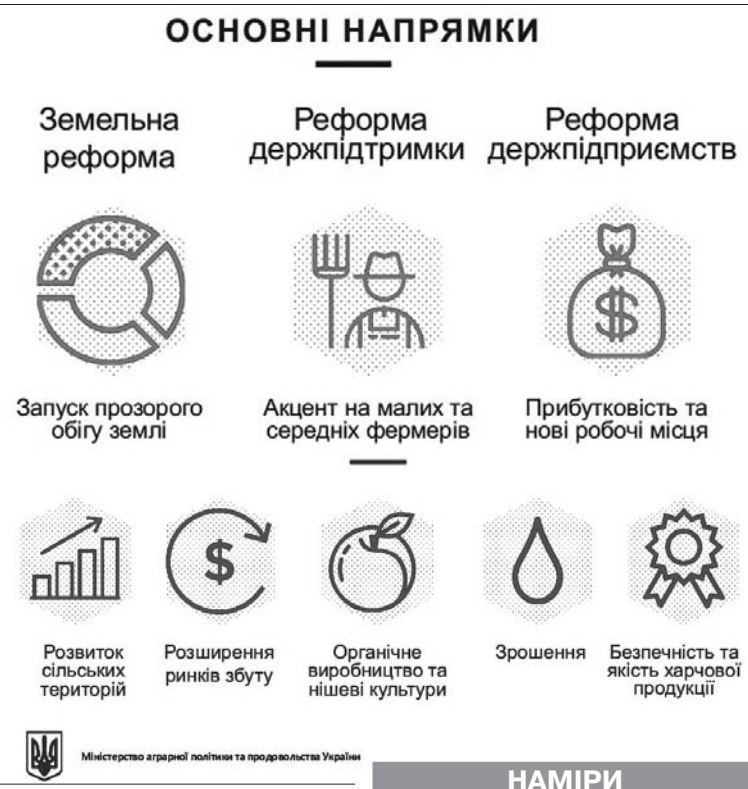 ОСНОВНІ НАПРЯМКИ
Земельна
реформа
Реформа
держпідтримки
Реформа
держпідприємств
$
Запуск прозорого
обігу землі
Акцент на малих та
середніх фермерів
Прибутковість та
нові робочі місця
$
Розвиток
сільських
територій
Розширення
ринків збуту
Органічне
виробництво та
нішеві культури
Зрошення
Безпечність та
якість харчової
продукції
Міністерство аграрної політики та продовольства України
НАМІРИ